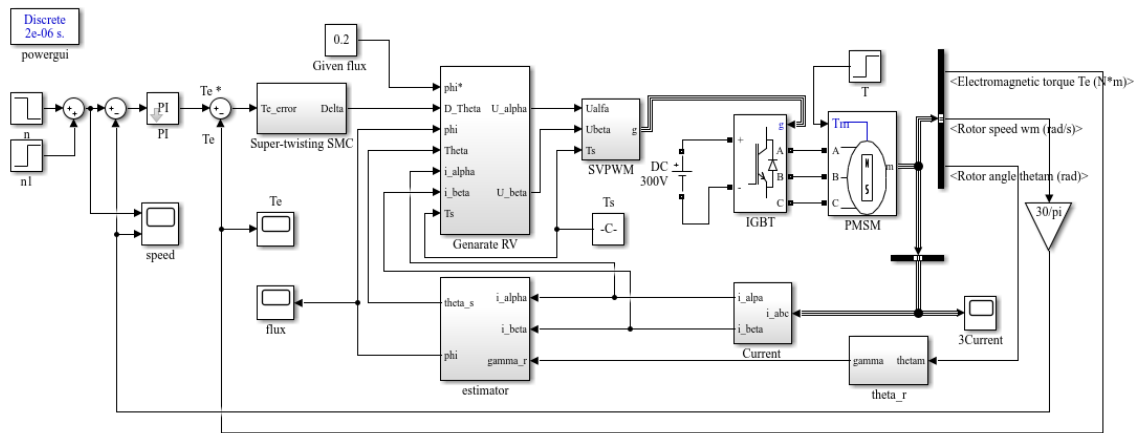 Discrete
2e-06 s.
powergui
0.2
Given flux
n
n1
PI
PI
Te *
Te
Te_error
Delta
Super-twisting SMC
phi*
D_Theta
phi
Theta
i_alpha
i_beta
Ts
U_alpha
U_beta
Genarate RV
Ualfa
Ubeta
Ts
g
SVPWM
DC
300V
+
-
g
A
B
C
IGBT
T
Tm
A
B
C
N
S
m
PMSM
<Electromagnetic torque Te (N*m)>
<Rotor speed wm (rad/s)>
<Rotor angle thetam (rad)>
30/pi
speed
Te
Ts
-C-
flux
theta_s
phi
i_alpha
i_beta
gamma_r
estimator
i_alpa
i_beta
i_abc
Current
3Current
gamma
thetam
theta_r